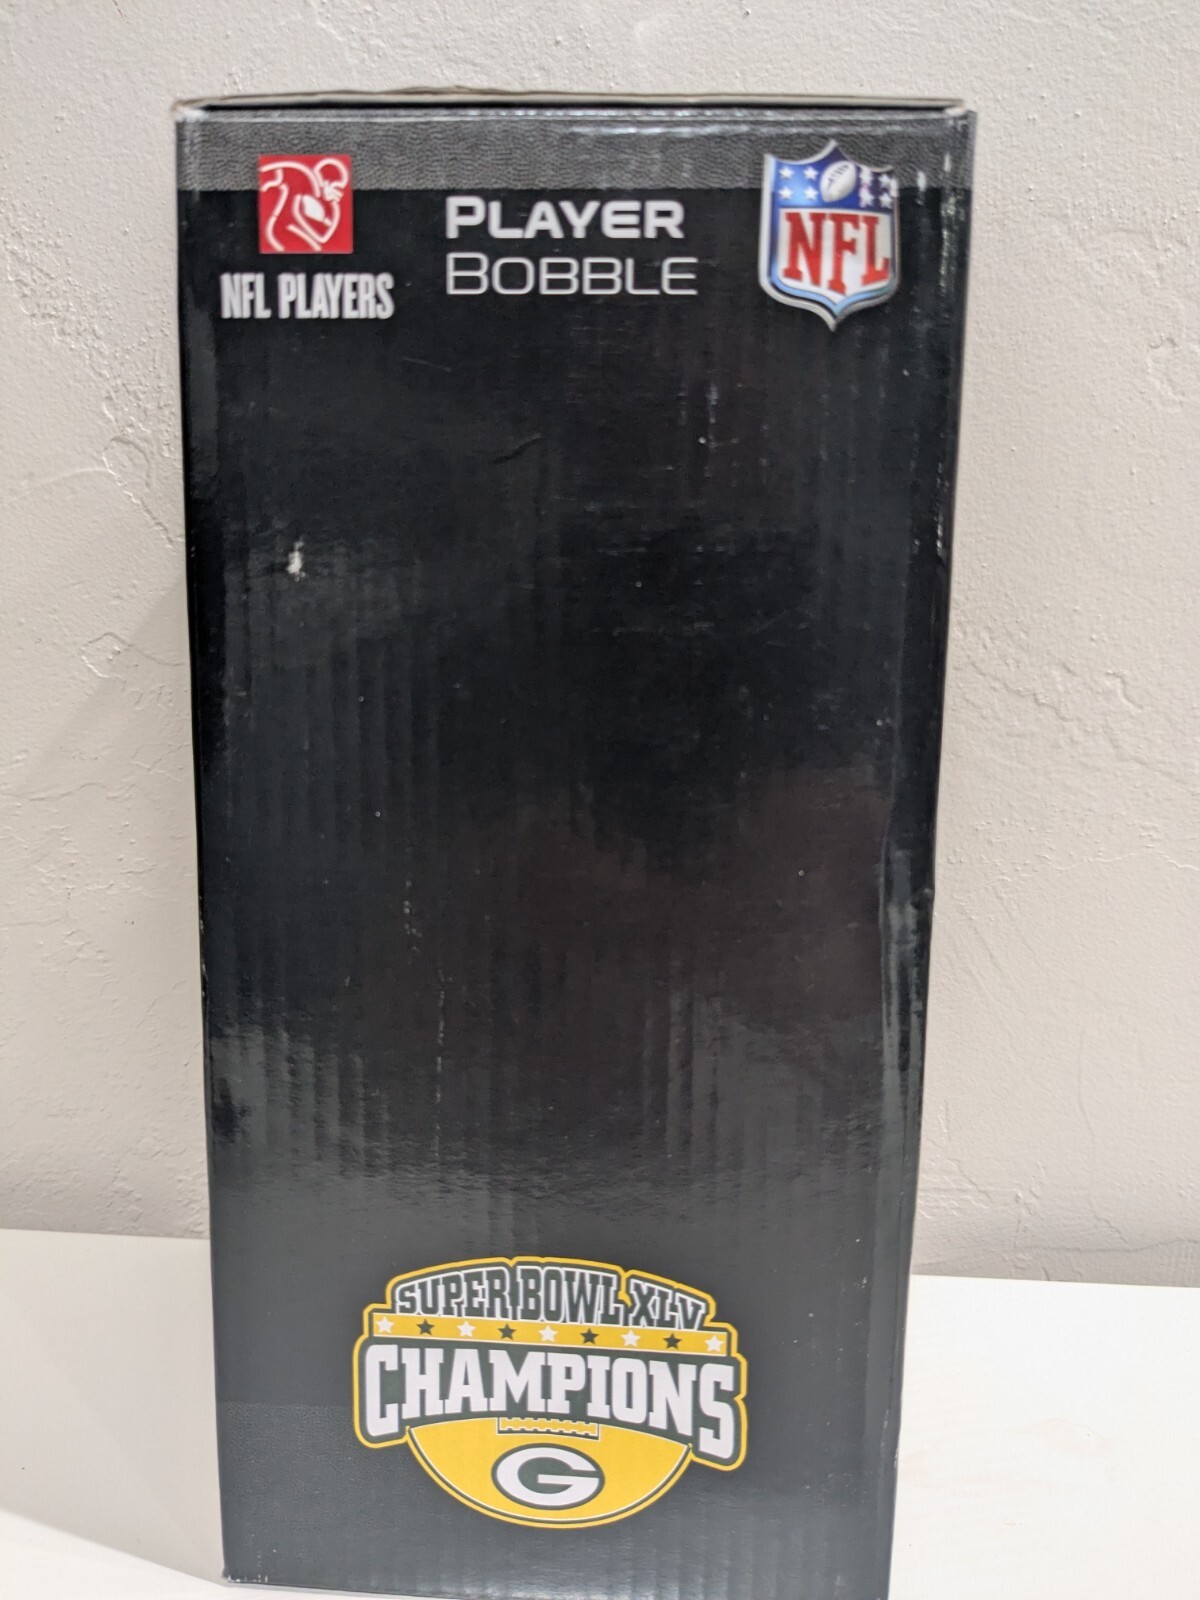 NFL PLAYERS
PLAYER
BOBBLE
NFL
SUPER BOWL XLV
CHAMPIONS
G